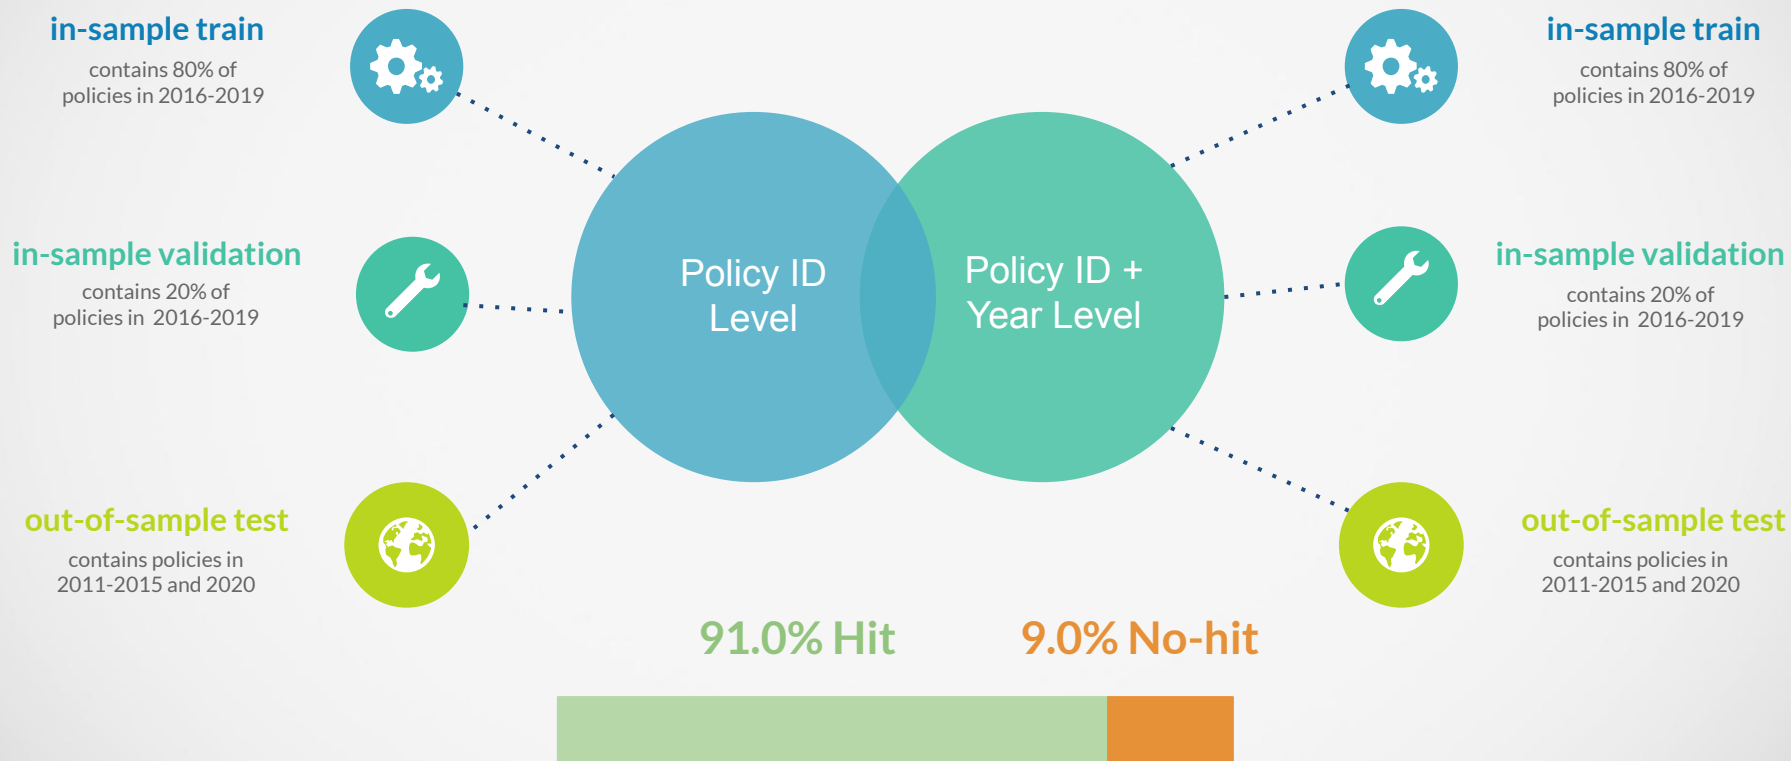 in-sample train
contains 80% of
policies in 2016-2019
in-sample validation
contains 20% of
policies in 2016-2019
out-of-sample test
contains policies in
2011-2015 and 2020
Policy ID
Level
Policy ID +
Year Level
in-sample train
contains 80% of
policies in 2016-2019
in-sample validation
contains 20% of
policies in 2016-2019
out-of-sample test
contains policies in
2011-2015 and 2020
91.0% Hit
9.0% No-hit